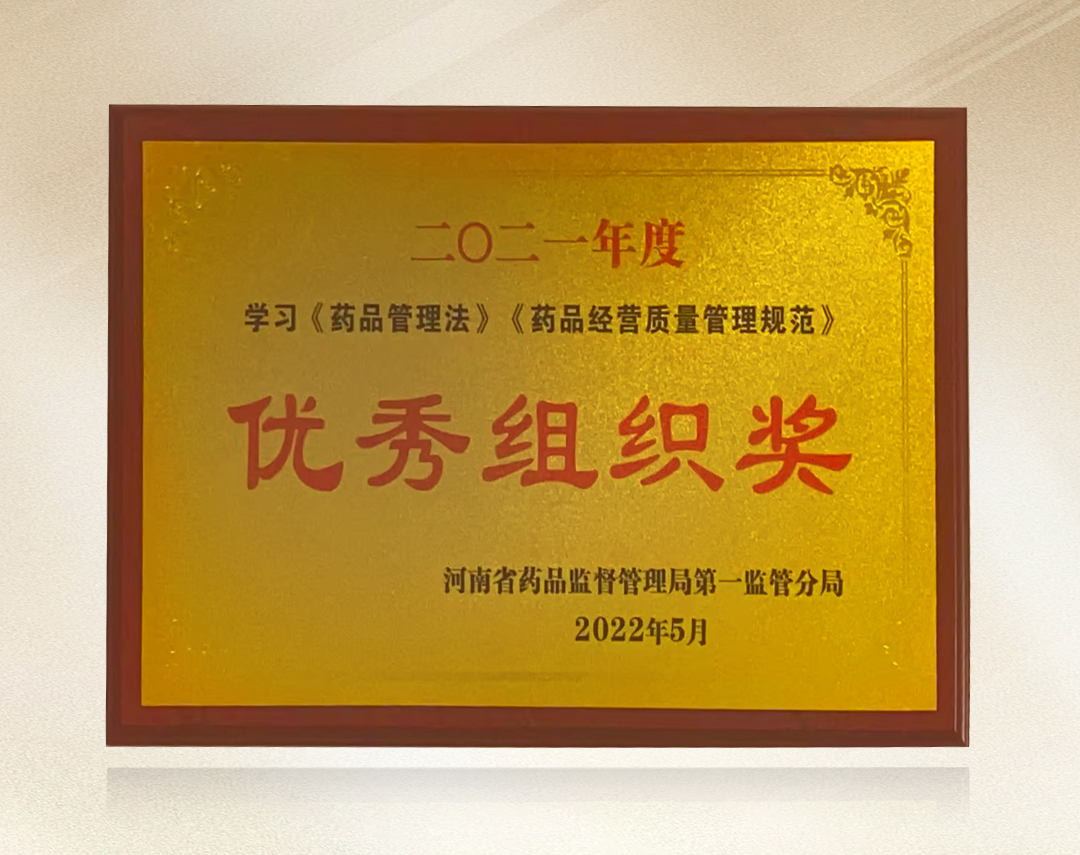 二〇二一年度
学习《药品管理法》《药品经营质量管理规范》
优秀组织奖
河南省药品监督管理局第一监管分局
2022年5月